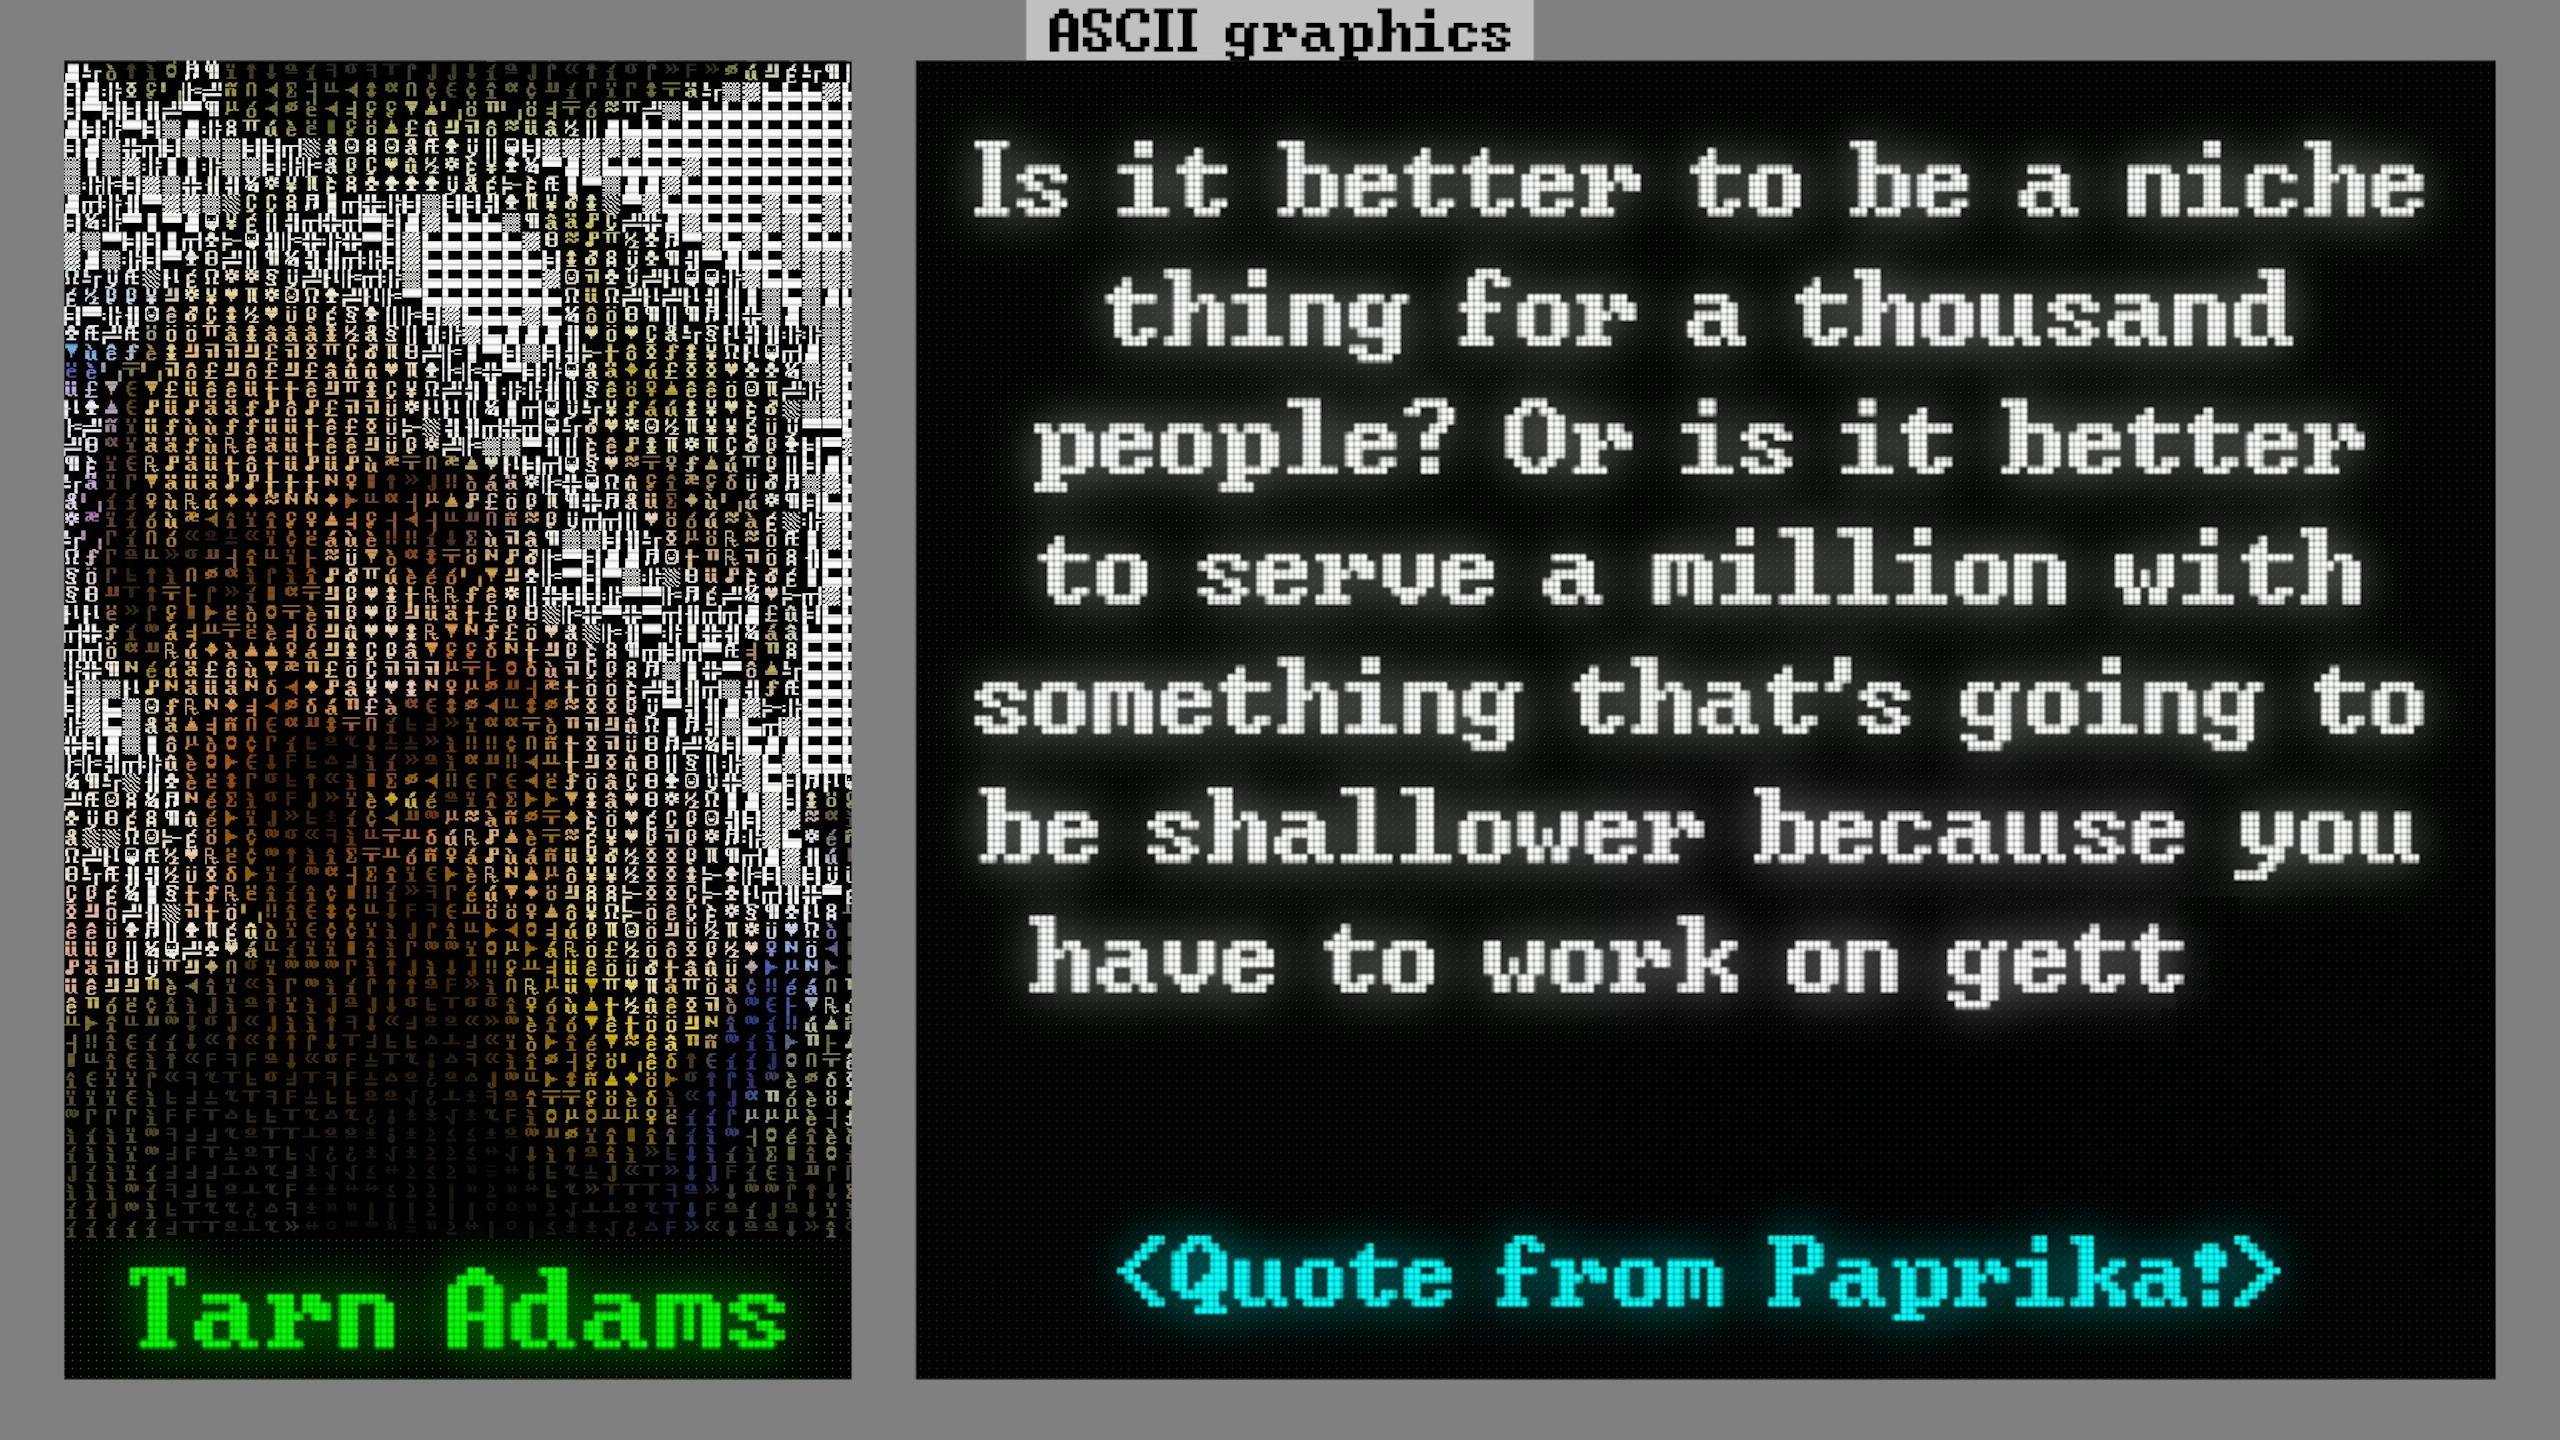 ASCII graphics
Is it better to be a niche
thing for a thousand
people? Or is it better
to serve a million with
something that's going to
be shallower because you
have to work on gett
<Quote from Paprika!>
Tarn Adams